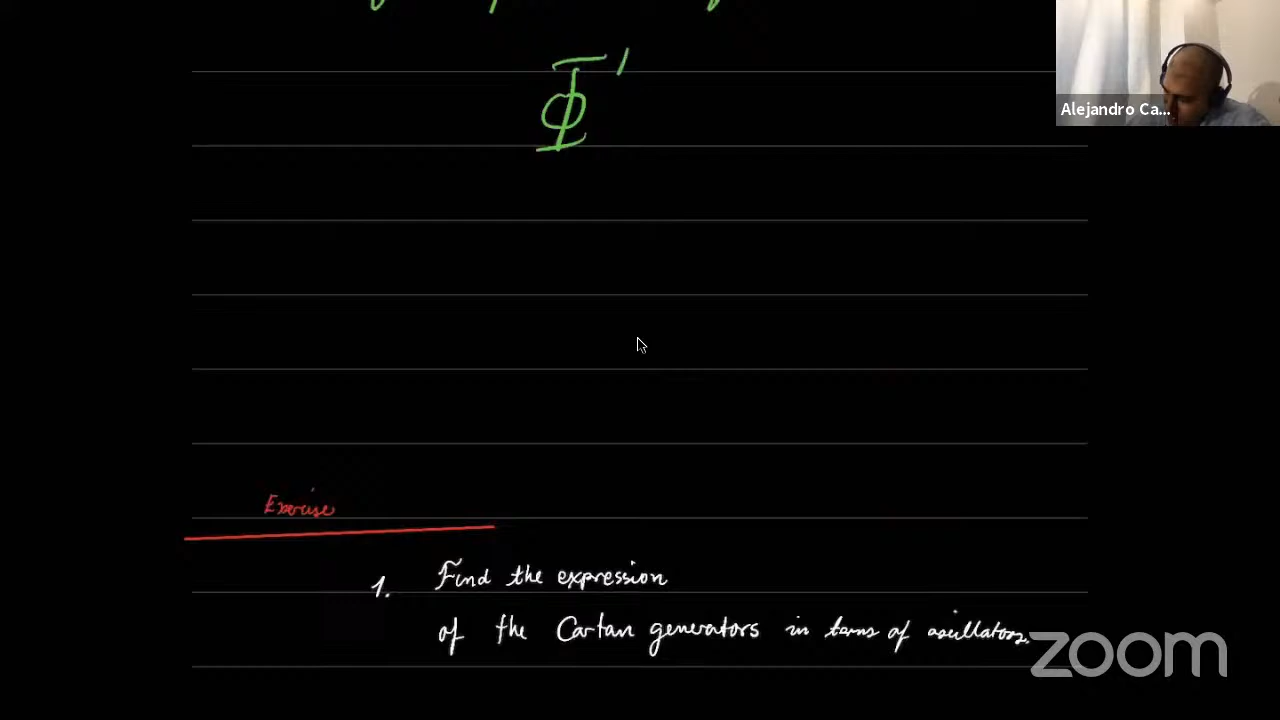 Φ'
Alejandro Ca...
Exercise
1. Find the expression
of the Cartan generators in terms of oscillators.
zoom